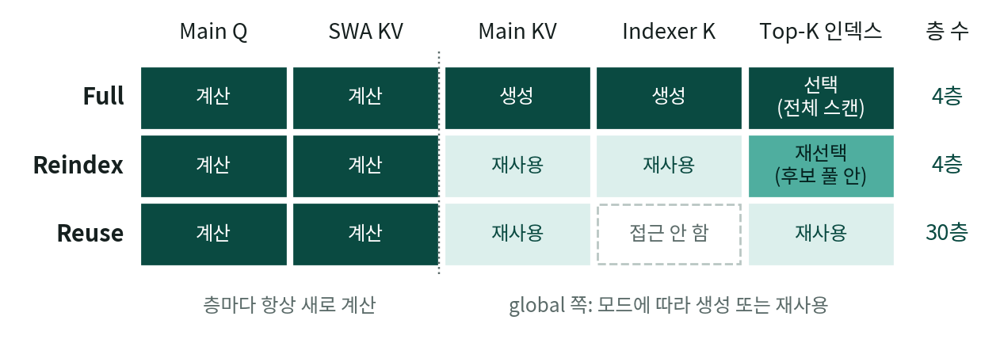 Main Q SWA KV Main KV Indexer K Top-K 인덱스 층 수
Full 계산 계산 생성 생성 선택 (전체 스캔) 4층
Reindex 계산 계산 재사용 재사용 재선택 (후보 풀 안) 4층
Reuse 계산 계산 재사용 접근 안 함 재사용 30층
층마다 항상 새로 계산 global 쪽: 모드에 따라 생성 또는 재사용